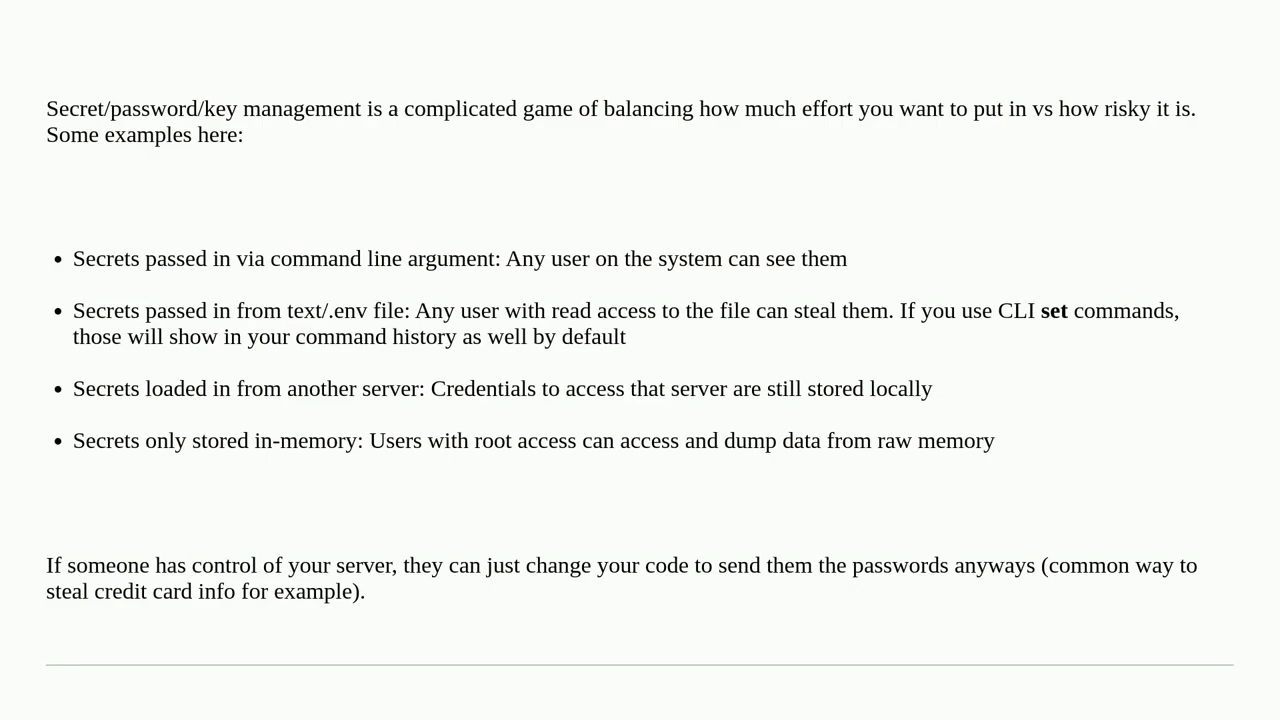 Secret/password/key management is a complicated game of balancing how much effort you want to put in vs how risky it is.
Some examples here:
• Secrets passed in via command line argument: Any user on the system can see them
• Secrets passed in from text/.env file: Any user with read access to the file can steal them. If you use CLI set commands,
those will show in your command history as well by default
• Secrets loaded in from another server: Credentials to access that server are still stored locally
• Secrets only stored in-memory: Users with root access can access and dump data from raw memory
If someone has control of your server, they can just change your code to send them the passwords anyways (common way to
steal credit card info for example).